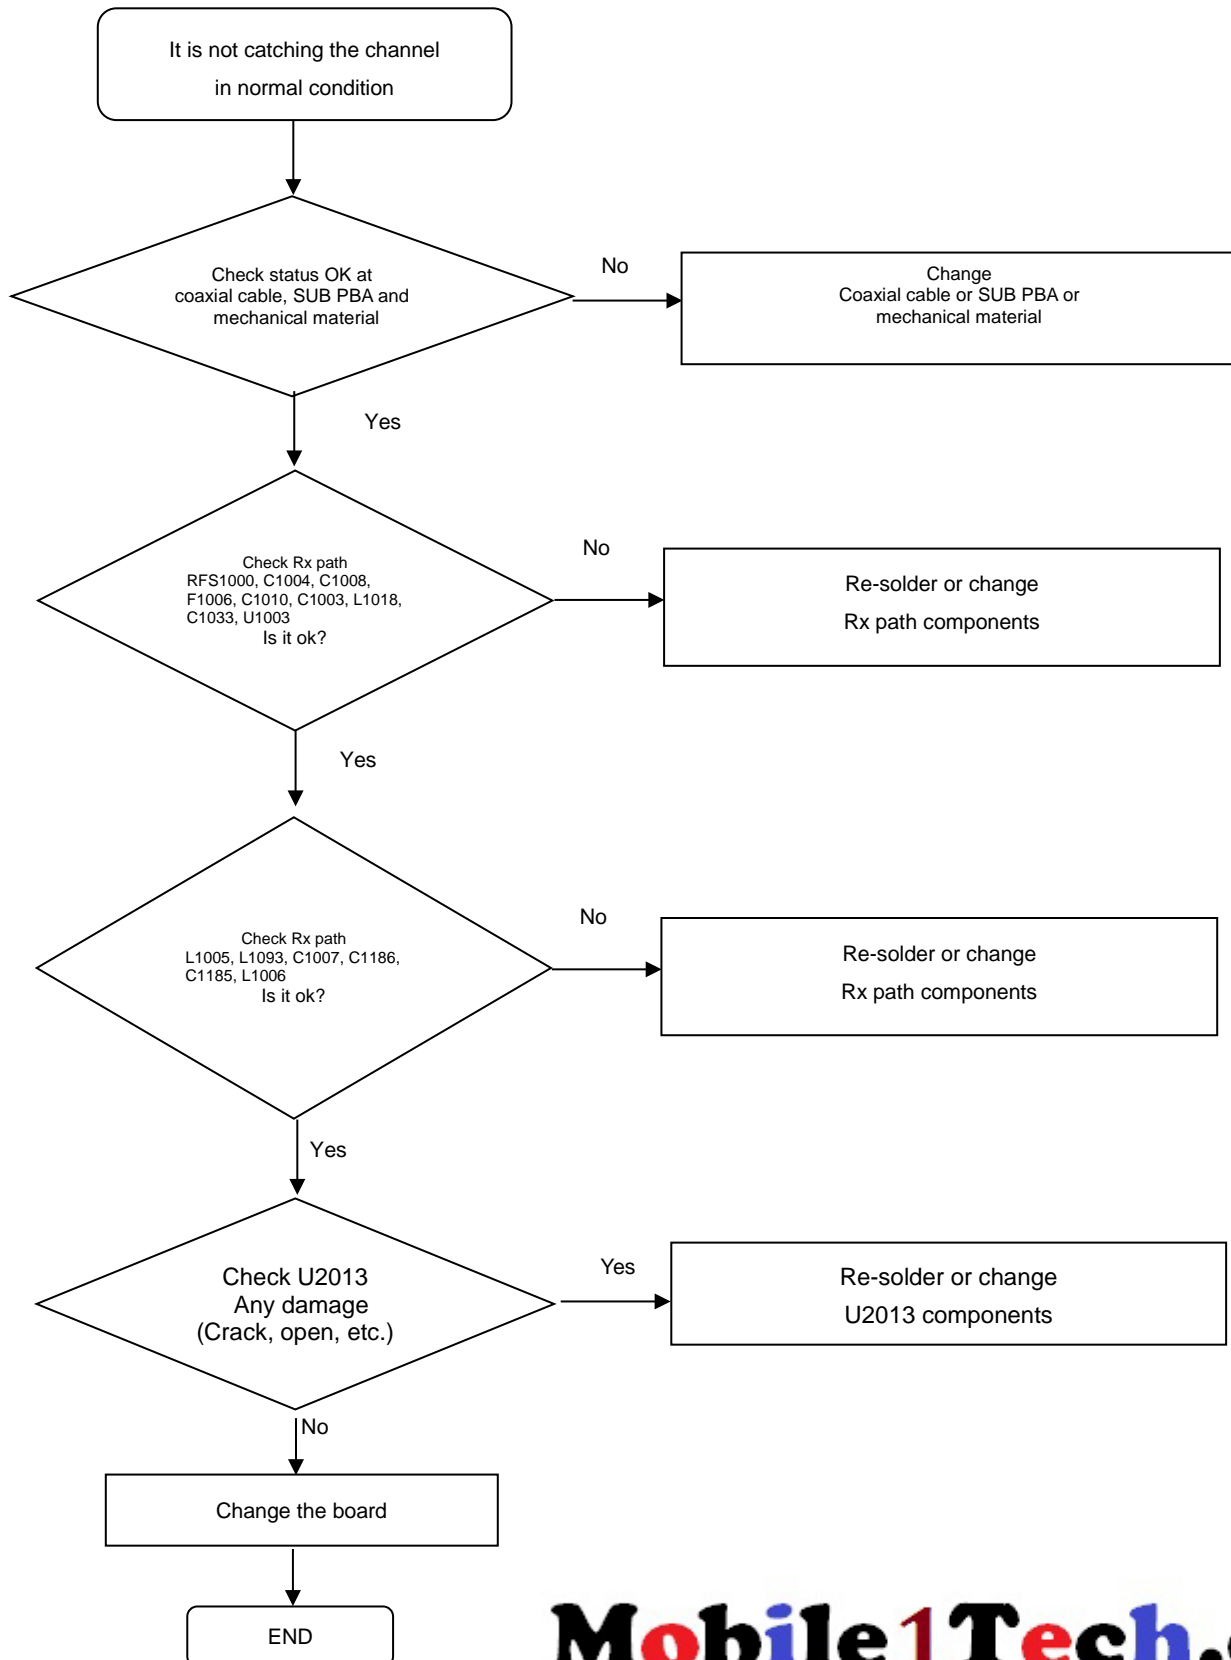 It is not catching the channel
in normal condition
Check status OK at
coaxial cable, SUB PBA and
mechanical material
No
Change
Coaxial cable or SUB PBA or
mechanical material
Yes
Check Rx path
RFS1000, C1004, C1008,
F1006, C1010, C1003, L1018,
C1033, U1003
Is it ok?
No
Re-solder or change
Rx path components
Yes
Check Rx path
L1005, L1093, C1007, C1186,
C1185, L1006
Is it ok?
No
Re-solder or change
Rx path components
Yes
Check U2013
Any damage
(Crack, open, etc.)
Yes
Re-solder or change
U2013 components
No
Change the board
END
Mobile1Tech.